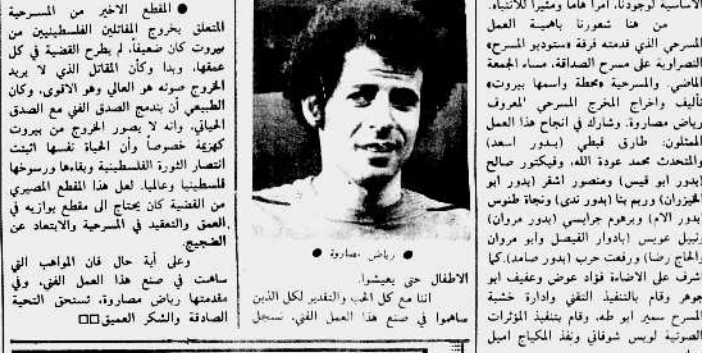 الاساسية لوجودنا، أمرا هاما ومثيرا للانتباه.
من هنا شعورنا باهمية العمل
المسرحي الذي قدمته فرقة «ستوديو المسرح»
النصراوية على مسرح الصداقة، مساء الجمعة
الماضي. والمسرحية «محطة واسمها بيروت»
تأليف واخراج المخرج المسرحي المعروف
رياض مصاروة. وشارك في انجاح هذا العمل
الممثلون: طارق قبطي (بدور اسعد)
والمتحدث محمد عودة الله، وفيكتور صالح
(بدور ابو قيس) ومنصور اشقر (بدور ابو
الخيزران) وريم بنا (بدور ندى) ونجاة طنوس
(بدور الام) وبرهوم جرايسي (بدور مروان)
ونبيل عويس (بادوار الفيصل وابو مروان
والحاج رضا) ورفعت حرب (بدور صامد). كما
اشرف على الاضاءة فؤاد عوض وعفيف ابو
جوهر وقام بالتنفيذ التقني وادارة خشبة
المسرح سمير ابو طه، وقام بتنفيذ المؤثرات
الصوتية لويس شوفاني ونفذ المكياج اميل
● رياض مصاروة ●
الاطفال حتى يعيشوا.
اننا مع كل الحب والتقدير لكل الذين
ساهموا في صنع هذا العمل الفني، نسجل
● المقطع الاخير من المسرحية
المتعلق بخروج المقاتلين الفلسطينيين من
بيروت كان ضعيفاً، لم يطرح القضية في كل
عمقها، وبدا وكأن المقاتل الذي لا يريد
الخروج صوته هو العالي وهو الاقوى، وكان
الطبيعي أن يندمج الصدق الفني مع الصدق
الحياتي، وانه لا يصور الخروج من بيروت
كهزيمة خصوصاً وأن الحياة نفسها اثبتت
انتصار الثورة الفلسطينية وبقاءها ورسوخها
فلسطينيا وعالميا. لعل هذا المقطع المصيري
من القضية كان يحتاج الى مقطع يوازيه في
العمق والتعقيد في المسرحية والابتعاد عن
الضجيج.
وعلى أية حال فان المواهب التي
ساهمت في صنع هذا العمل الفني، وفي
مقدمتها رياض مصاروة، تستحق التحية
الصادقة والشكر العميق□□